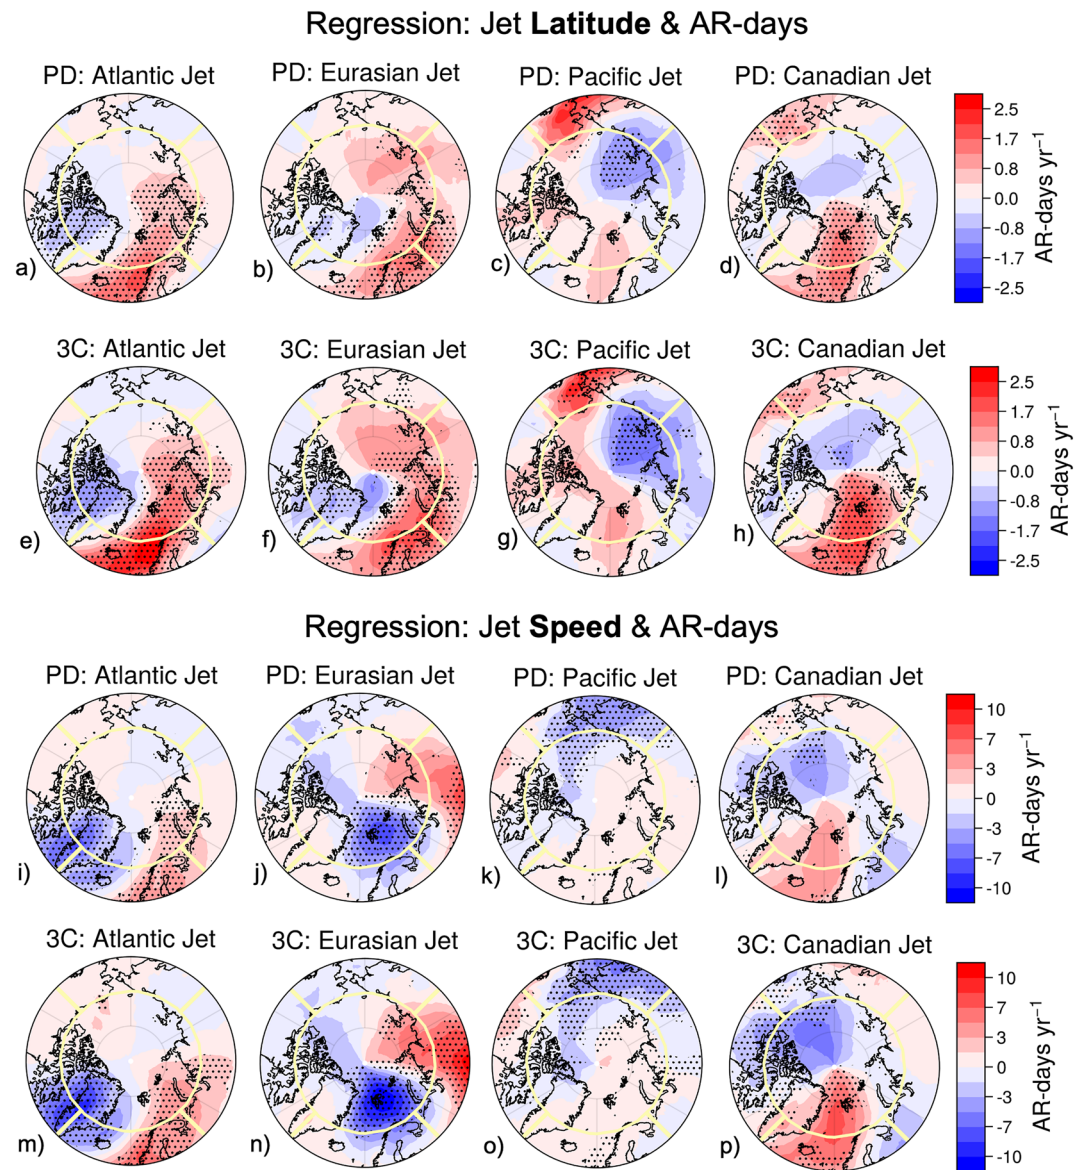 Regression: Jet Latitude & AR-days
PD: Atlantic Jet
PD: Eurasian Jet
PD: Pacific Jet
PD: Canadian Jet
a)
b)
c)
d)
2.5
1.7
0.8
0.0
-0.8
-1.7
-2.5
AR-days yr⁻¹
3C: Atlantic Jet
3C: Eurasian Jet
3C: Pacific Jet
3C: Canadian Jet
e)
f)
g)
h)
2.5
1.7
0.8
0.0
-0.8
-1.7
-2.5
AR-days yr⁻¹
Regression: Jet Speed & AR-days
PD: Atlantic Jet
PD: Eurasian Jet
PD: Pacific Jet
PD: Canadian Jet
i)
j)
k)
l)
10
7
3
0
-3
-7
-10
AR-days yr⁻¹
3C: Atlantic Jet
3C: Eurasian Jet
3C: Pacific Jet
3C: Canadian Jet
m)
n)
o)
p)
10
7
3
0
-3
-7
-10
AR-days yr⁻¹